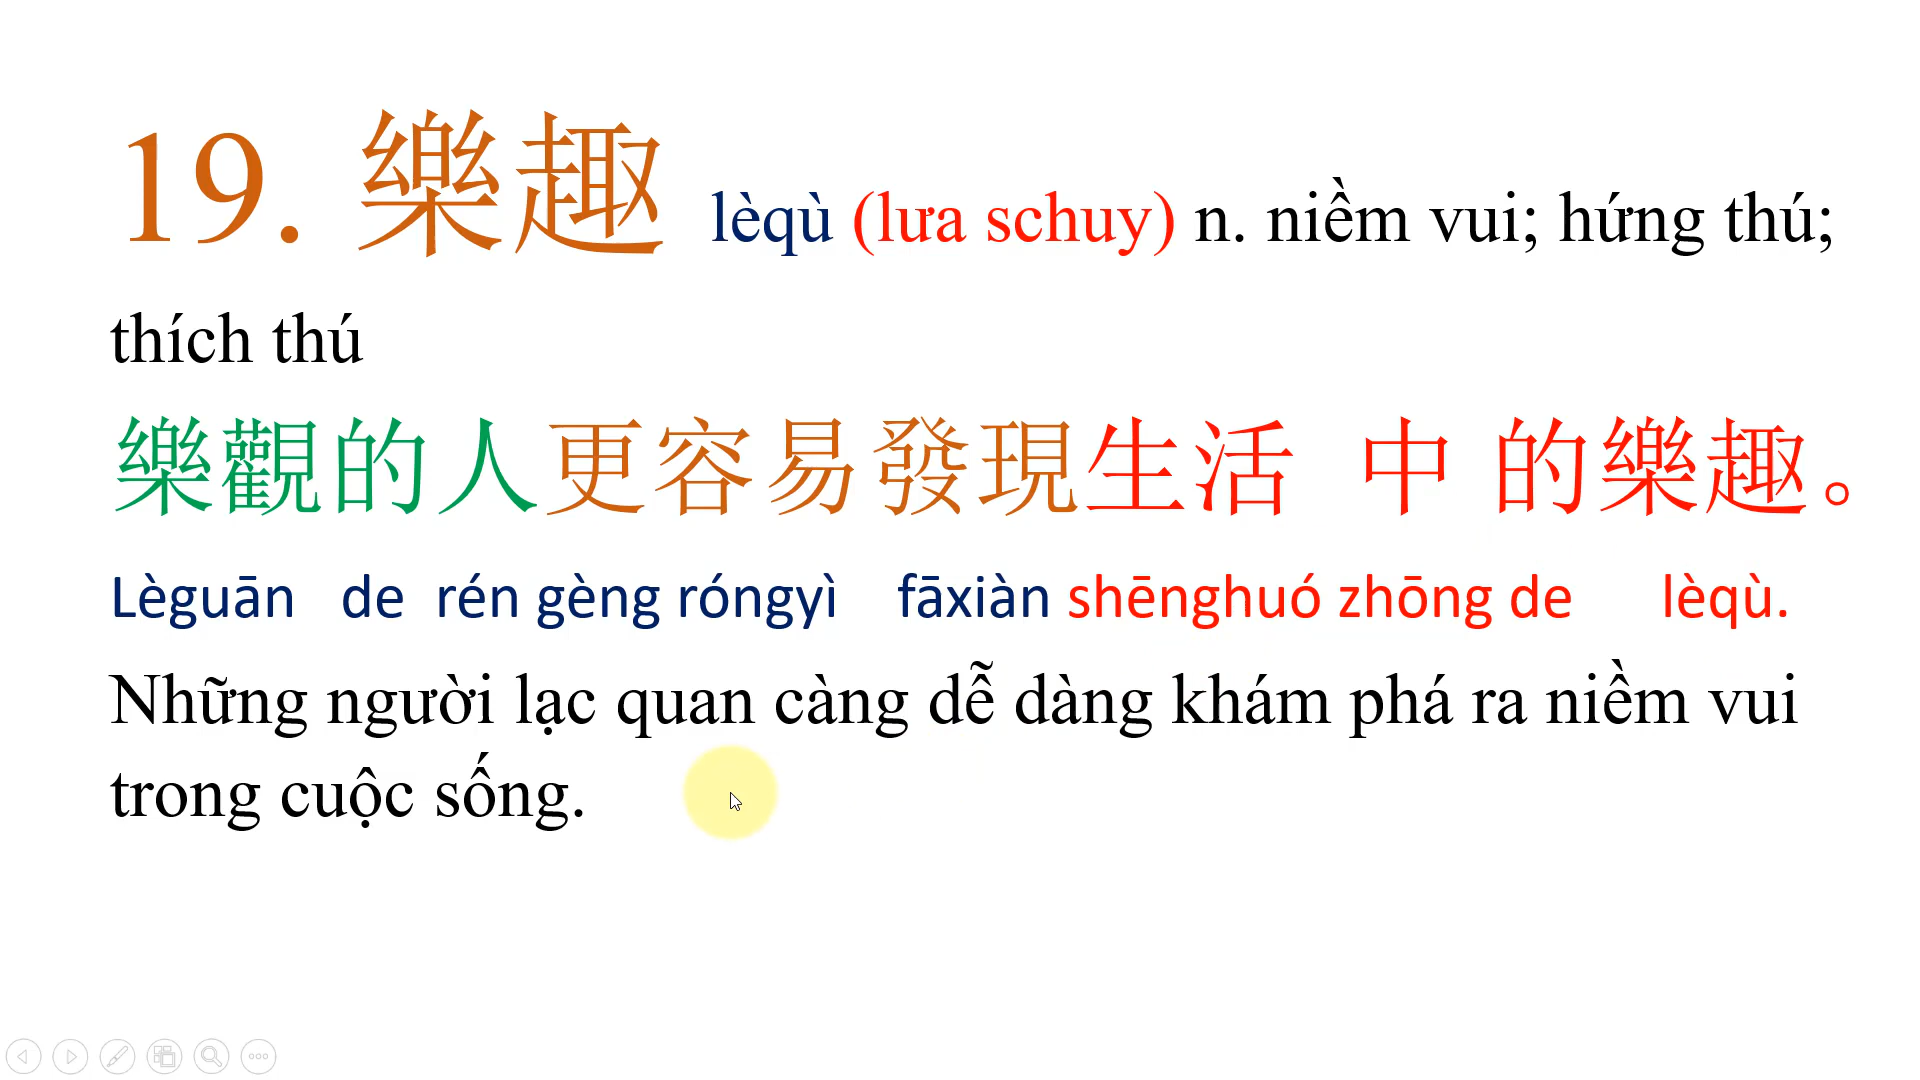 19. 樂趣 lèqù (lưa schuy) n. niềm vui; hứng thú;
thích thú
樂觀的人更容易發現生活 中 的樂趣。
Lèguān de rén gèng róngyì fāxiàn shēnghuó zhōng de lèqù.
Những người lạc quan càng dễ dàng khám phá ra niềm vui
trong cuộc sống.